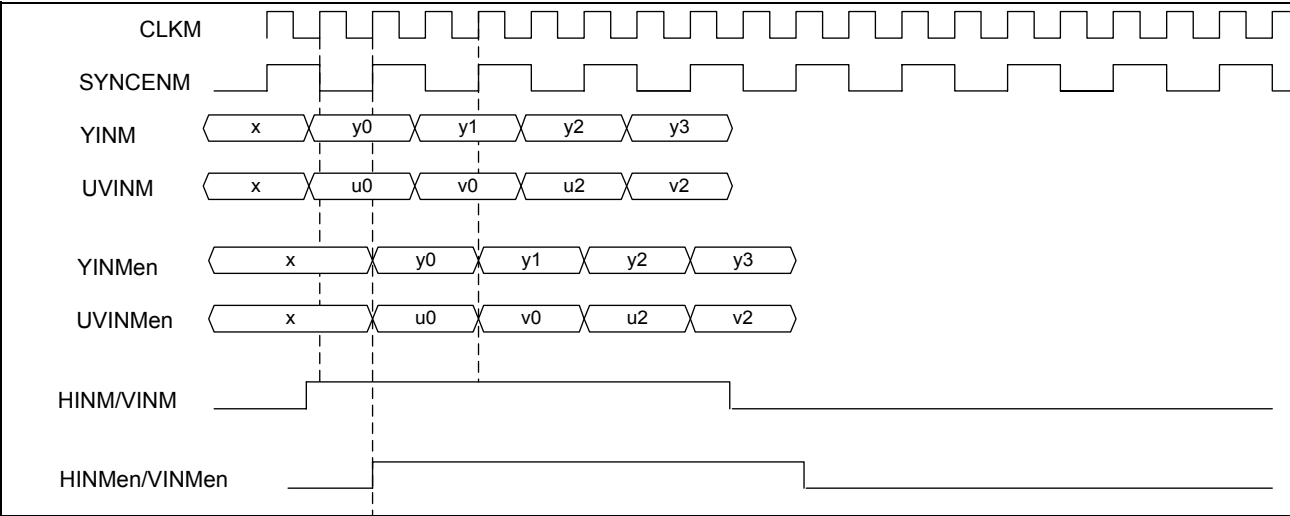 CLKM
SYNCENM
YINM x y0 y1 y2 y3
UVINM x u0 v0 u2 v2
YINMen x y0 y1 y2 y3
UVINMen x u0 v0 u2 v2
HINM/VINM
HINMen/VINMen